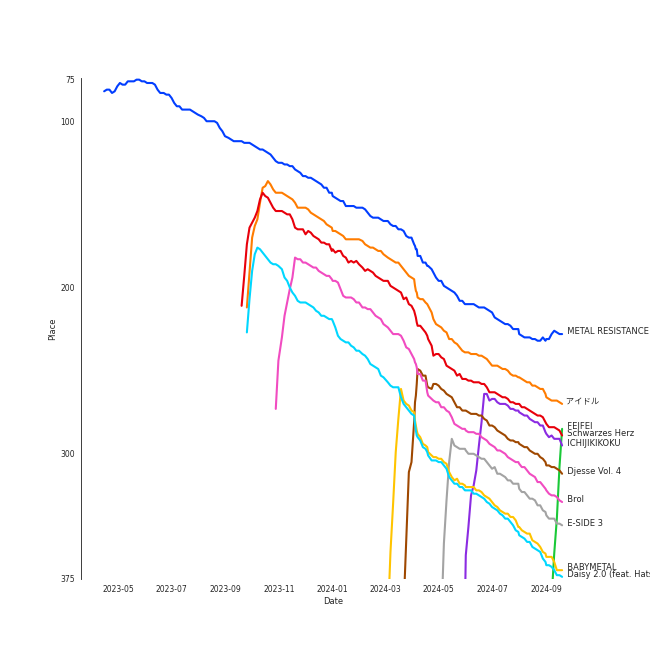 75
100
200
300
375
Place
2023-05
2023-07
2023-09
2023-11
2024-01
2024-03
2024-05
2024-07
2024-09
Date
METAL RESISTANCE
アイドル
FEIFEI
Schwarzes Herz
ICHIJIKIKOKU
Djesse Vol. 4
Brol
E-SIDE 3
BABYMETAL
Daisy 2.0 (feat. Hats